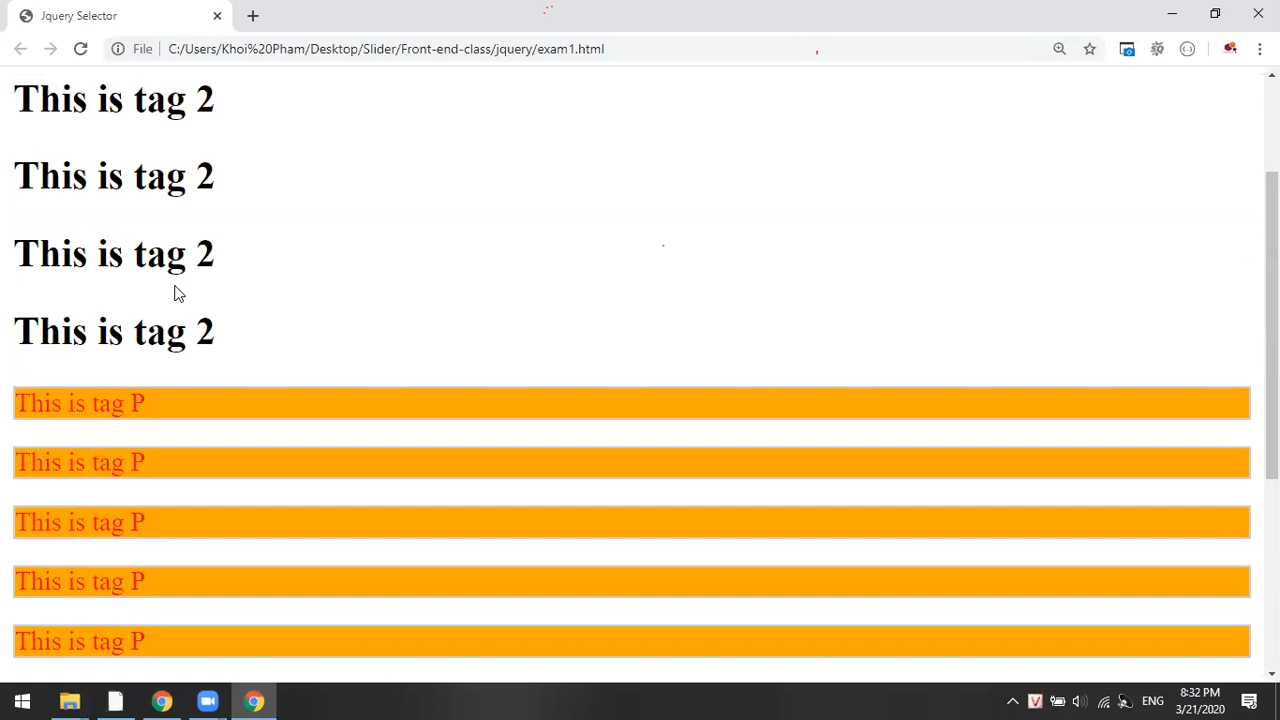 Jquery Selector
File C:/Users/Khoi%20Pham/Desktop/Slider/Front-end-class/jquery/exam1.html
This is tag 2
This is tag 2
This is tag 2
This is tag 2
This is tag P
This is tag P
This is tag P
This is tag P
This is tag P
V ENG 8:32 PM
3/21/2020